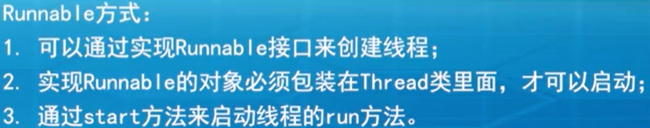 Runnable方式：
1. 可以通过实现Runnable接口来创建线程；
2. 实现Runnable的对象必须包装在Thread类里面，才可以启动；
3. 通过start方法来启动线程的run方法。